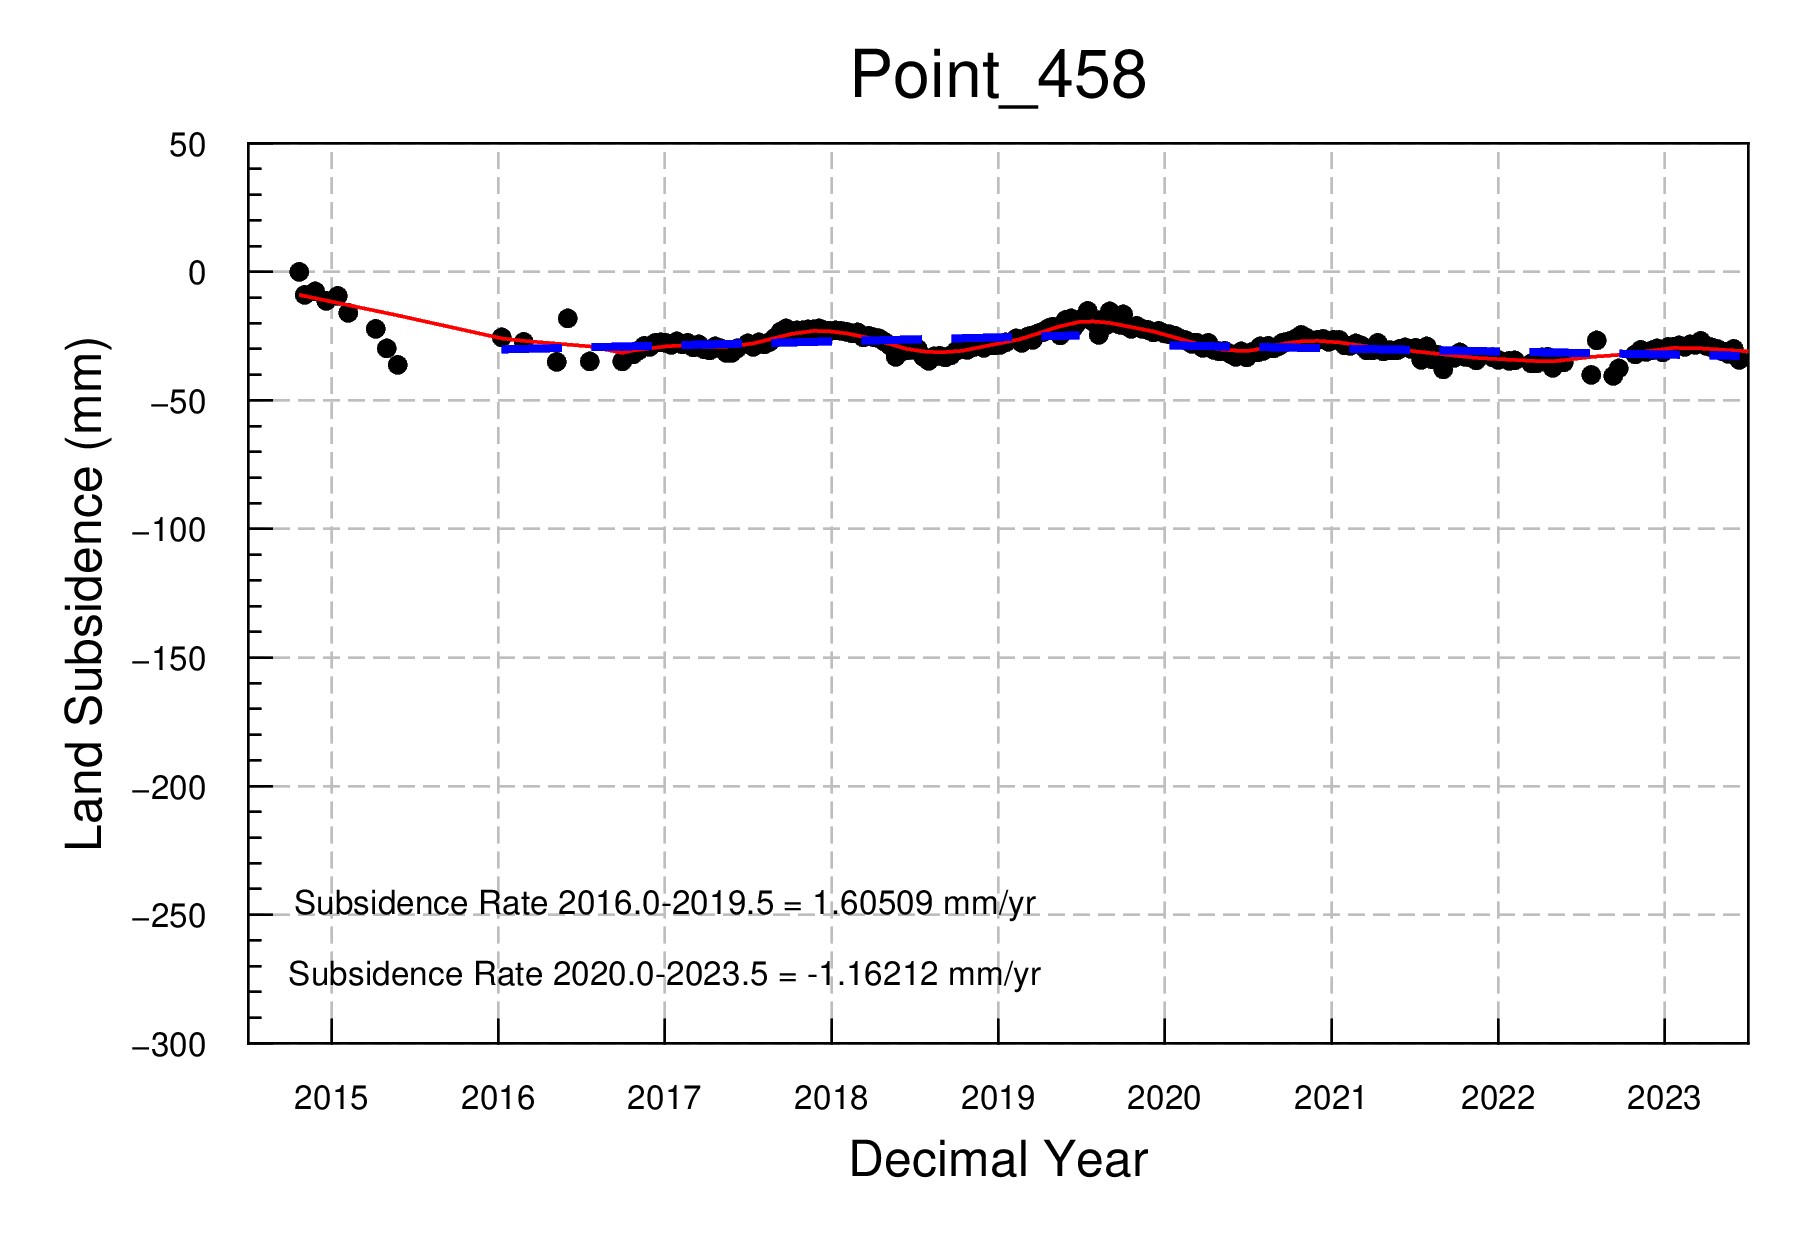 Point_458
50
0
−50
−100
−150
−200
−250
−300
Land Subsidence (mm)
Subsidence Rate 2016.0-2019.5 = 1.60509 mm/yr
Subsidence Rate 2020.0-2023.5 = -1.16212 mm/yr
2015 2016 2017 2018 2019 2020 2021 2022 2023
Decimal Year